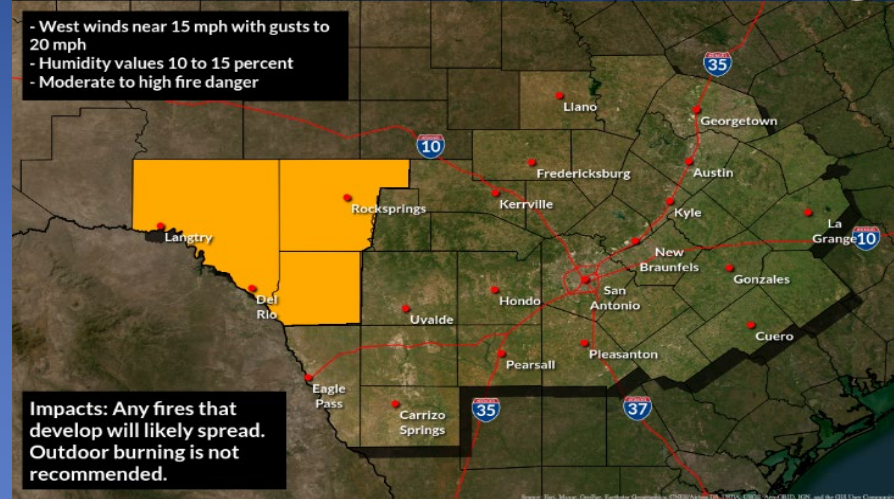 - West winds near 15 mph with gusts to
20 mph
- Humidity values 10 to 15 percent
- Moderate to high fire danger
35
Llano
Georgetown
10
Fredericksburg
Austin
Kerrville
Rocksprings
Kyle
La
Grange
10
Langtry
New
Braunfels
Gonzales
Del
Rio
Hondo
San
Antonio
Uvalde
Cuero
Pleasanton
Pearsall
Eagle
Pass
Carrizo
Springs
35
37
Impacts: Any fires that
develop will likely spread.
Outdoor burning is not
recommended.